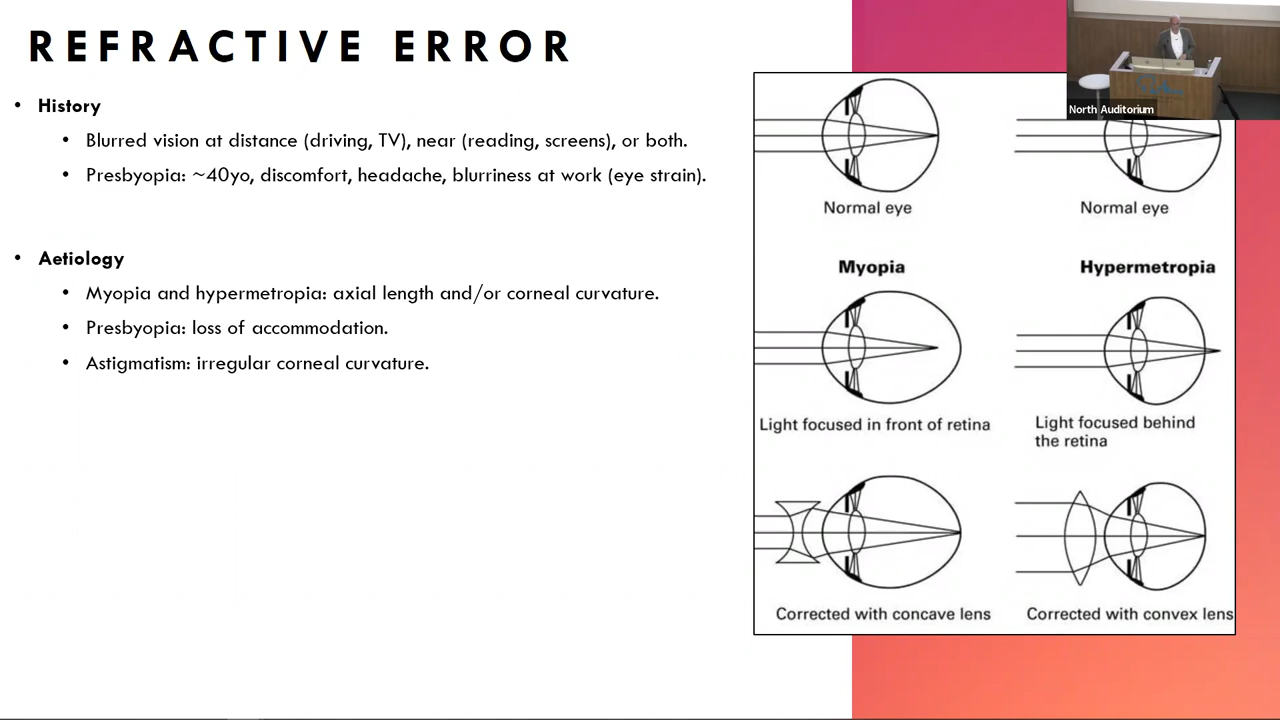 REFRACTIVE ERROR
• History
• Blurred vision at distance (driving, TV), near (reading, screens), or both.
• Presbyopia: ~40yo, discomfort, headache, blurriness at work (eye strain).
• Aetiology
• Myopia and hypermetropia: axial length and/or corneal curvature.
• Presbyopia: loss of accommodation.
• Astigmatism: irregular corneal curvature.
North Auditorium
Normal eye
Normal eye
Myopia
Hypermetropia
Light focused in front of retina
Light focused behind
the retina
Corrected with concave lens
Corrected with convex lens